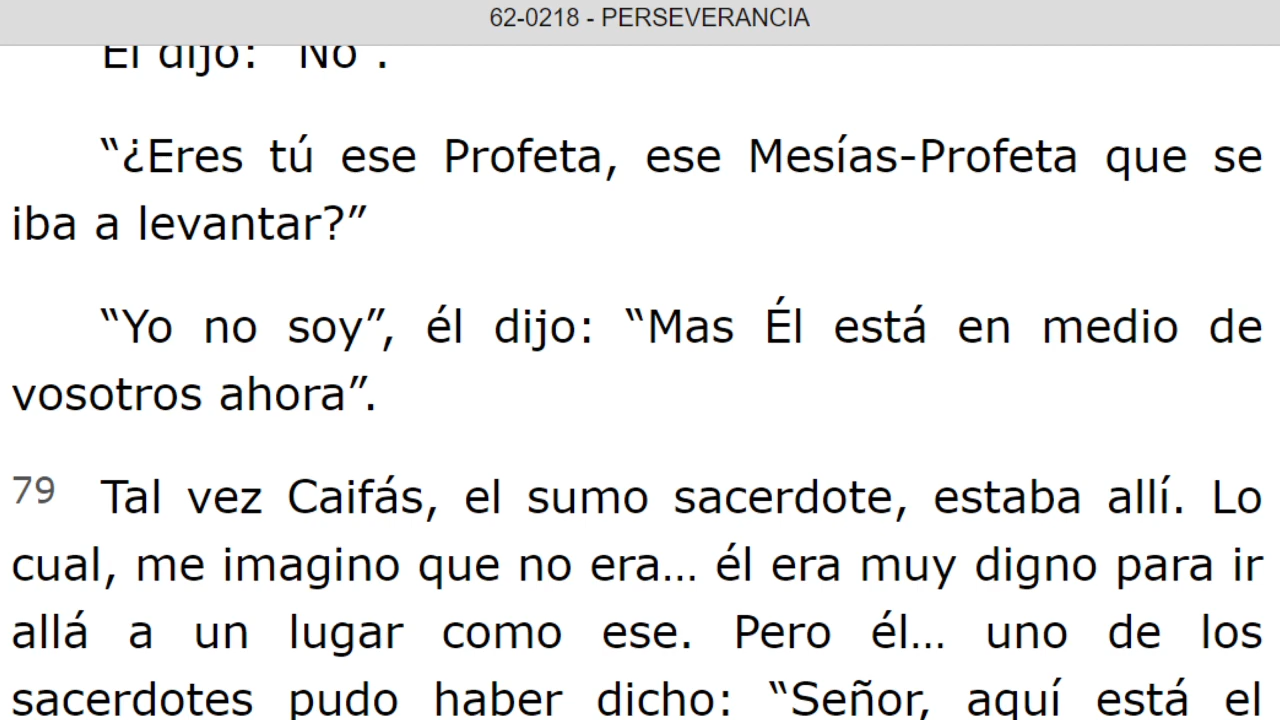 62-0218 - PERSEVERANCIA
Él dijo: “No”.
“¿Eres tú ese Profeta, ese Mesías-Profeta que se
iba a levantar?”
“Yo no soy”, él dijo: “Mas Él está en medio de
vosotros ahora”.
79 Tal vez Caifás, el sumo sacerdote, estaba allí. Lo
cual, me imagino que no era… él era muy digno para ir
allá a un lugar como ese. Pero él… uno de los
sacerdotes pudo haber dicho: “Señor, aquí está el